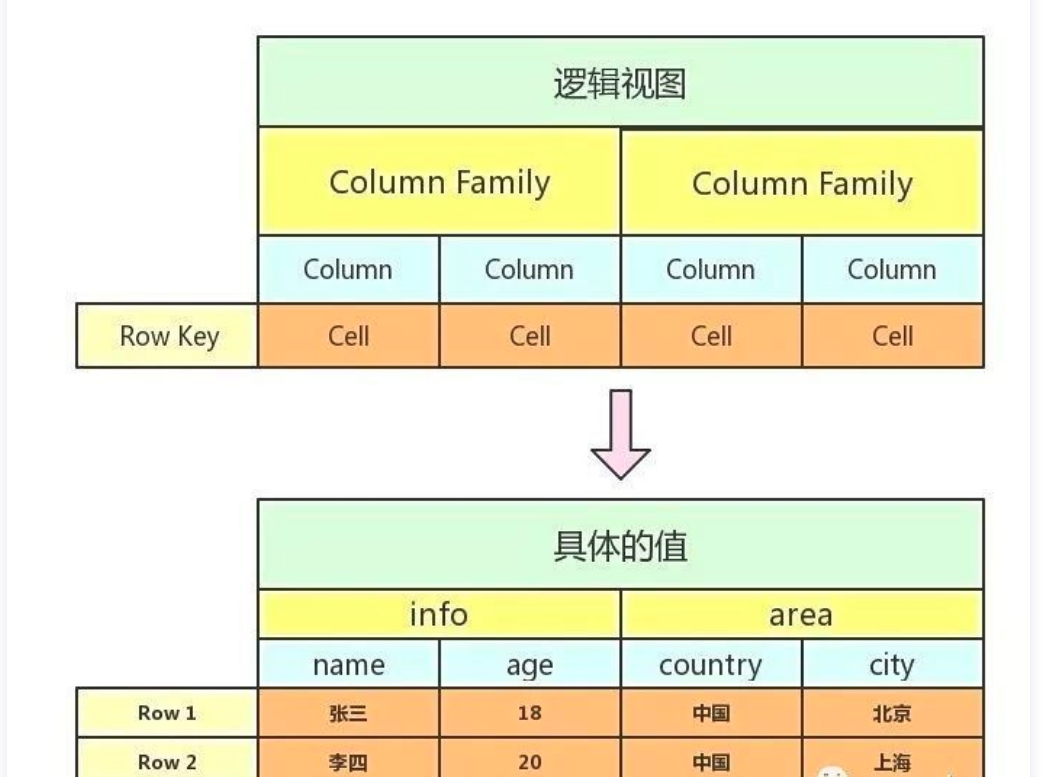 逻辑视图
Column Family Column Family
Column Column Column Column
Row Key Cell Cell Cell Cell
具体的值
info area
name age country city
Row 1 张三 18 中国 北京
Row 2 李四 20 中国 上海